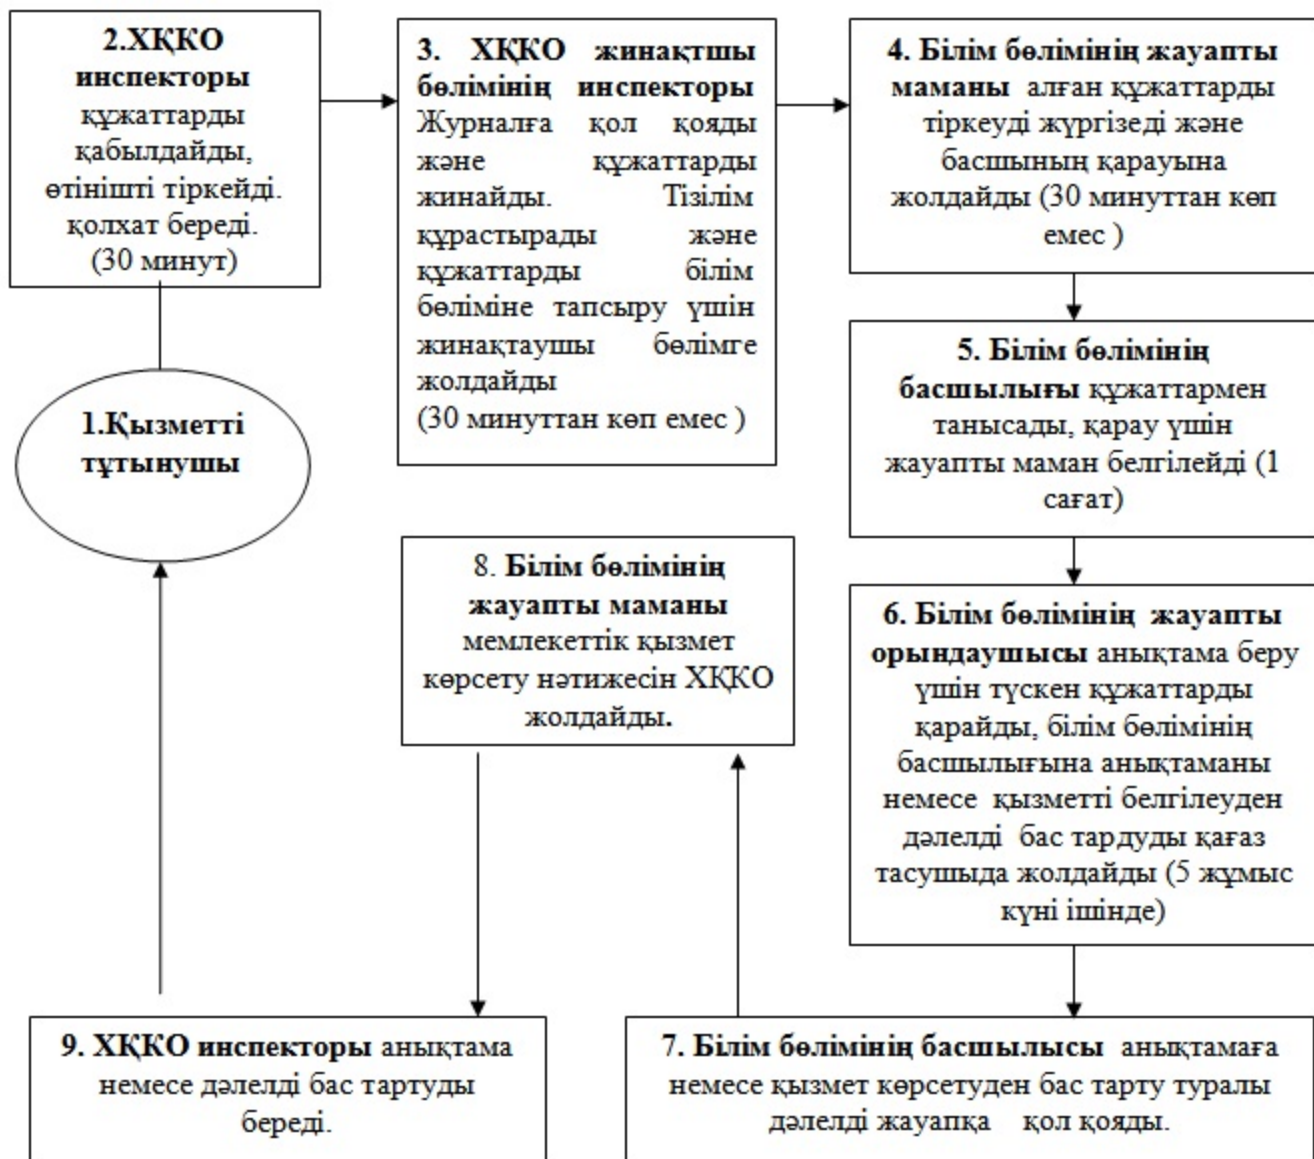 2.ХҚКО
инспекторы
құжаттарды
қабылдайды,
өтінішті тіркейді.
қолхат береді.
(30 минут)
3. ХҚКО жинақтшы
бөлімінің инспекторы
Журналға қол қояды
және құжаттарды
жинайды. Тізілім
құрастырады және
құжаттарды білім
бөліміне тапсыру үшін
жинақтаушы бөлімге
жолдайды
(30 минуттан көп емес )
4. Білім бөлімінің жауапты
маманы алған құжаттарды
тіркеуді жүргізеді және
басшының қарауына
жолдайды (30 минуттан көп
емес )
1.Қызметті
тұтынушы
5. Білім бөлімінің
басшылығы құжаттармен
танысады, қарау үшін
жауапты маман белгілейді (1
сағат)
6. Білім бөлімінің жауапты
орындаушысы анықтама беру
үшін түскен құжаттарды
қарайды, білім бөлімінің
басшылығына анықтаманы
немесе қызметті белгілеуден
дәлелді бас тардуды қағаз
тасушыда жолдайды (5 жұмыс
күні ішінде)
8. Білім бөлімінің
жауапты маманы
мемлекеттік қызмет
көрсету нәтижесін ХҚКО
жолдайды.
9. ХҚКО инспекторы анықтама
немесе дәлелді бас тартуды
береді.
7. Білім бөлімінің басшылысы анықтамаға
немесе қызмет көрсетуден бас тарту туралы
дәлелді жауапқа қол қояды.